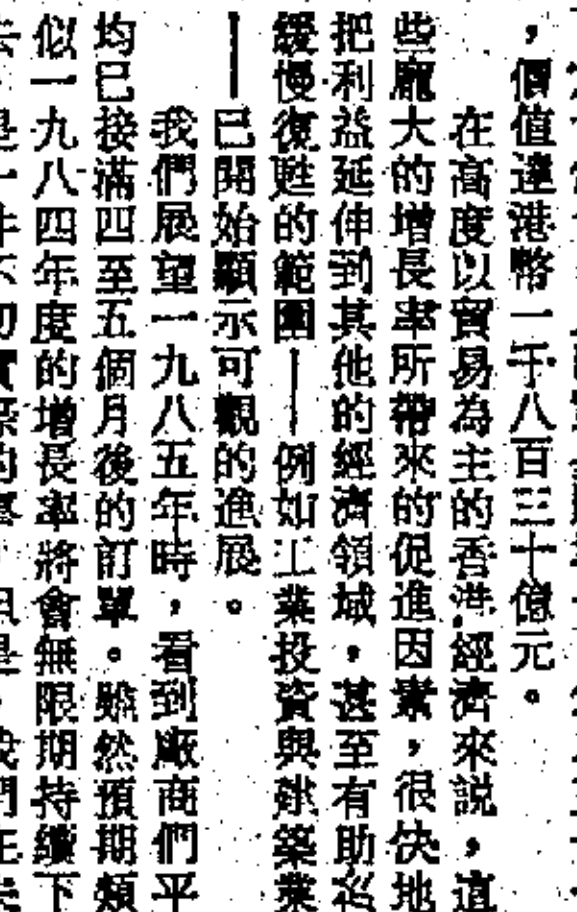 ，價值達港幣一千八百三十億元。
在高度以貿易為主的香港經濟來説，這
些龐大的增長率所帶來的促進因素，很快地
把利益延伸到其他的經濟領域，甚至有助於
緩慢復甦的範圍——例如工業投資與建築業
——已開始顯示可觀的進展。
我們展望一九八五年時，看到廠商們平
均已接滿四至五個月後的訂單。雖然預期類
似一九八四年度的增長率將會無限期持續下